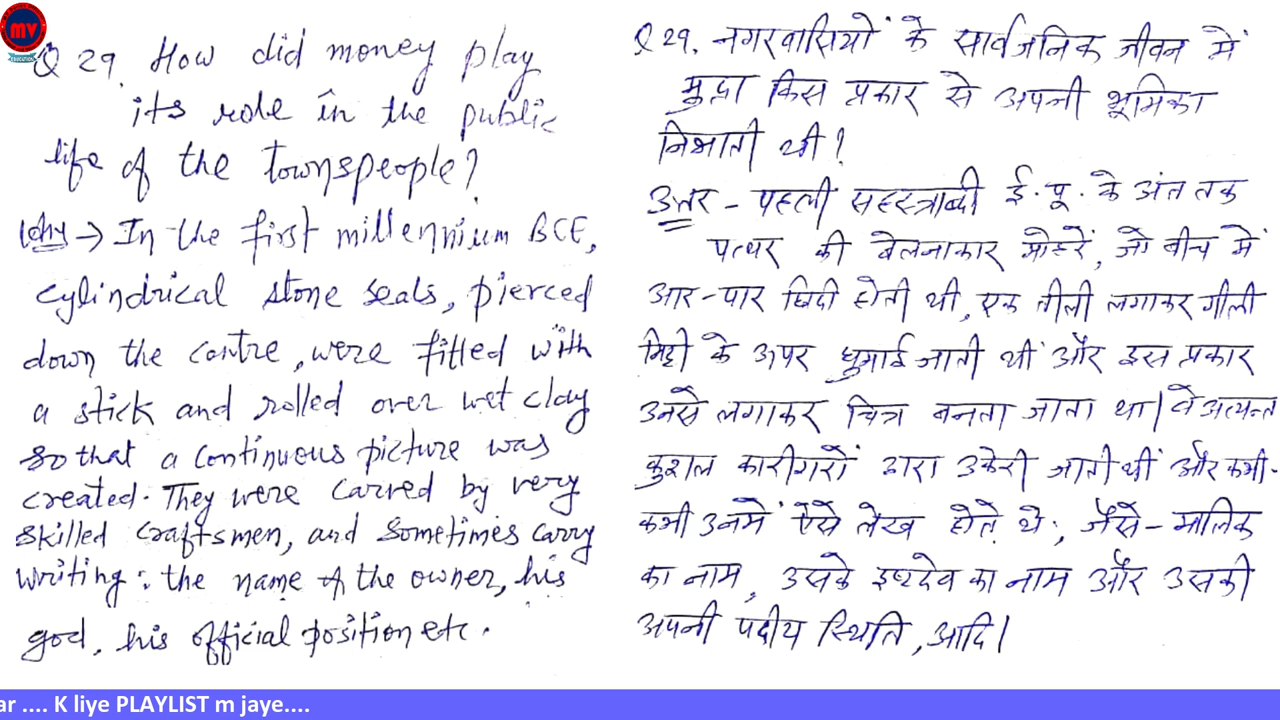 mv
EDUCATION
Q 29. How did money play
its role in the public
life of the townspeople?
→ In the first millennium BCE,
cylindrical stone seals, pierced
down the centre, were fitted with
a stick and rolled over wet clay
so that a continuous picture was
created. They were carved by very
skilled craftsmen, and sometimes carry
writing: the name of the owner, his
god, his official position etc.
Q 29. नगरवासियों के सार्वजनिक जीवन में
मुद्रा किस प्रकार से अपनी भूमिका
निभाती थी?
उत्तर - पहली सहस्त्राब्दी ई.पू. के अंत तक
पत्थर की बेलनाकार मोहरें, जो बीच में
आर-पार छिदी होती थी, एक तीली लगाकर गीली
मिट्टी के ऊपर घुमाई जाती थीं और इस प्रकार
उनसे लगाकर चित्र बनता जाता था। वे अत्यन्त
कुशल कारीगरों द्वारा उकेरी जाती थीं और कभी-
कभी उनमें ऐसे लेख होते थे; जैसे - मालिक
का नाम, उसके इष्टदेव का नाम और उसकी
अपनी पदीय स्थिति, आदि।
ar .... K liye PLAYLIST m jaye....